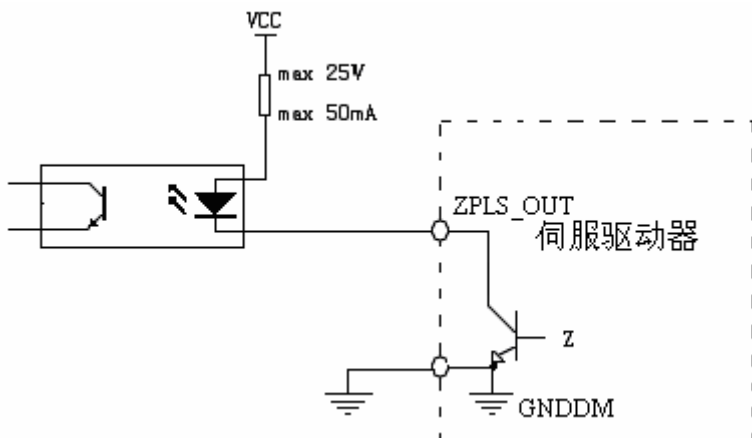 VCC
max 25V
max 50mA
ZPLS_OUT
伺服驱动器
Z
GNDDM